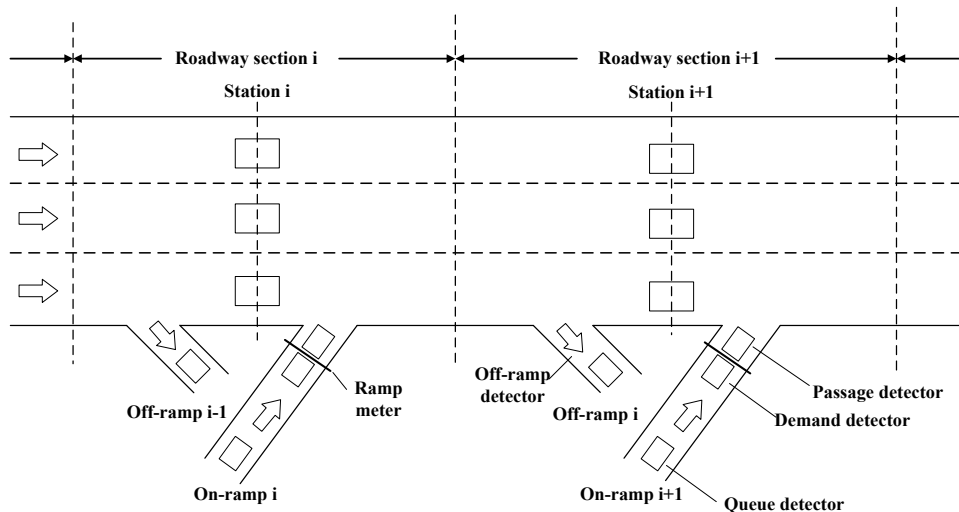 Roadway section i
Roadway section i+1
Station i
Station i+1
Ramp
meter
Off-ramp
detector
Passage detector
Off-ramp i-1
Off-ramp i
Demand detector
On-ramp i
On-ramp i+1
Queue detector